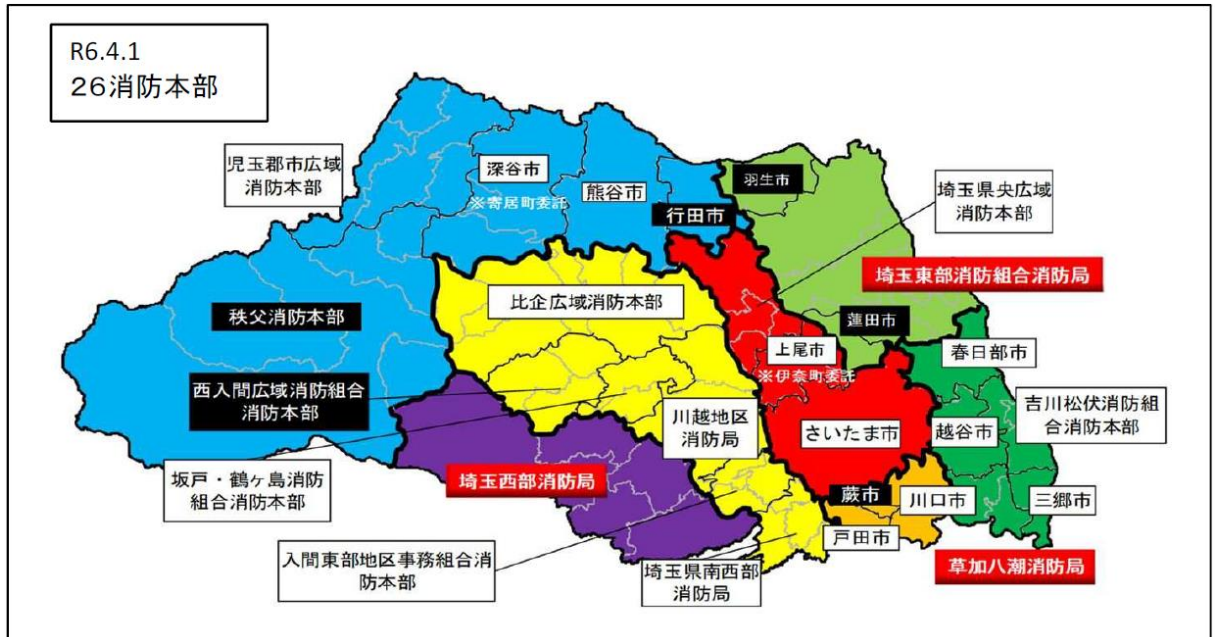 R6.4.1
26消防本部
児玉郡市広域
消防本部
深谷市
※寄居町委託
熊谷市
行田市
羽生市
埼玉県央広域
消防本部
埼玉東部消防組合消防局
秩父消防本部
比企広域消防本部
蓮田市
上尾市
※伊奈町委託
春日部市
西入間広域消防組合
消防本部
川越地区
消防局
さいたま市
越谷市
吉川松伏消防組
合消防本部
坂戸・鶴ヶ島消防
組合消防本部
埼玉西部消防局
蕨市
川口市
三郷市
戸田市
入間東部地区事務組合消
防本部
埼玉県南西部
消防局
草加八潮消防局